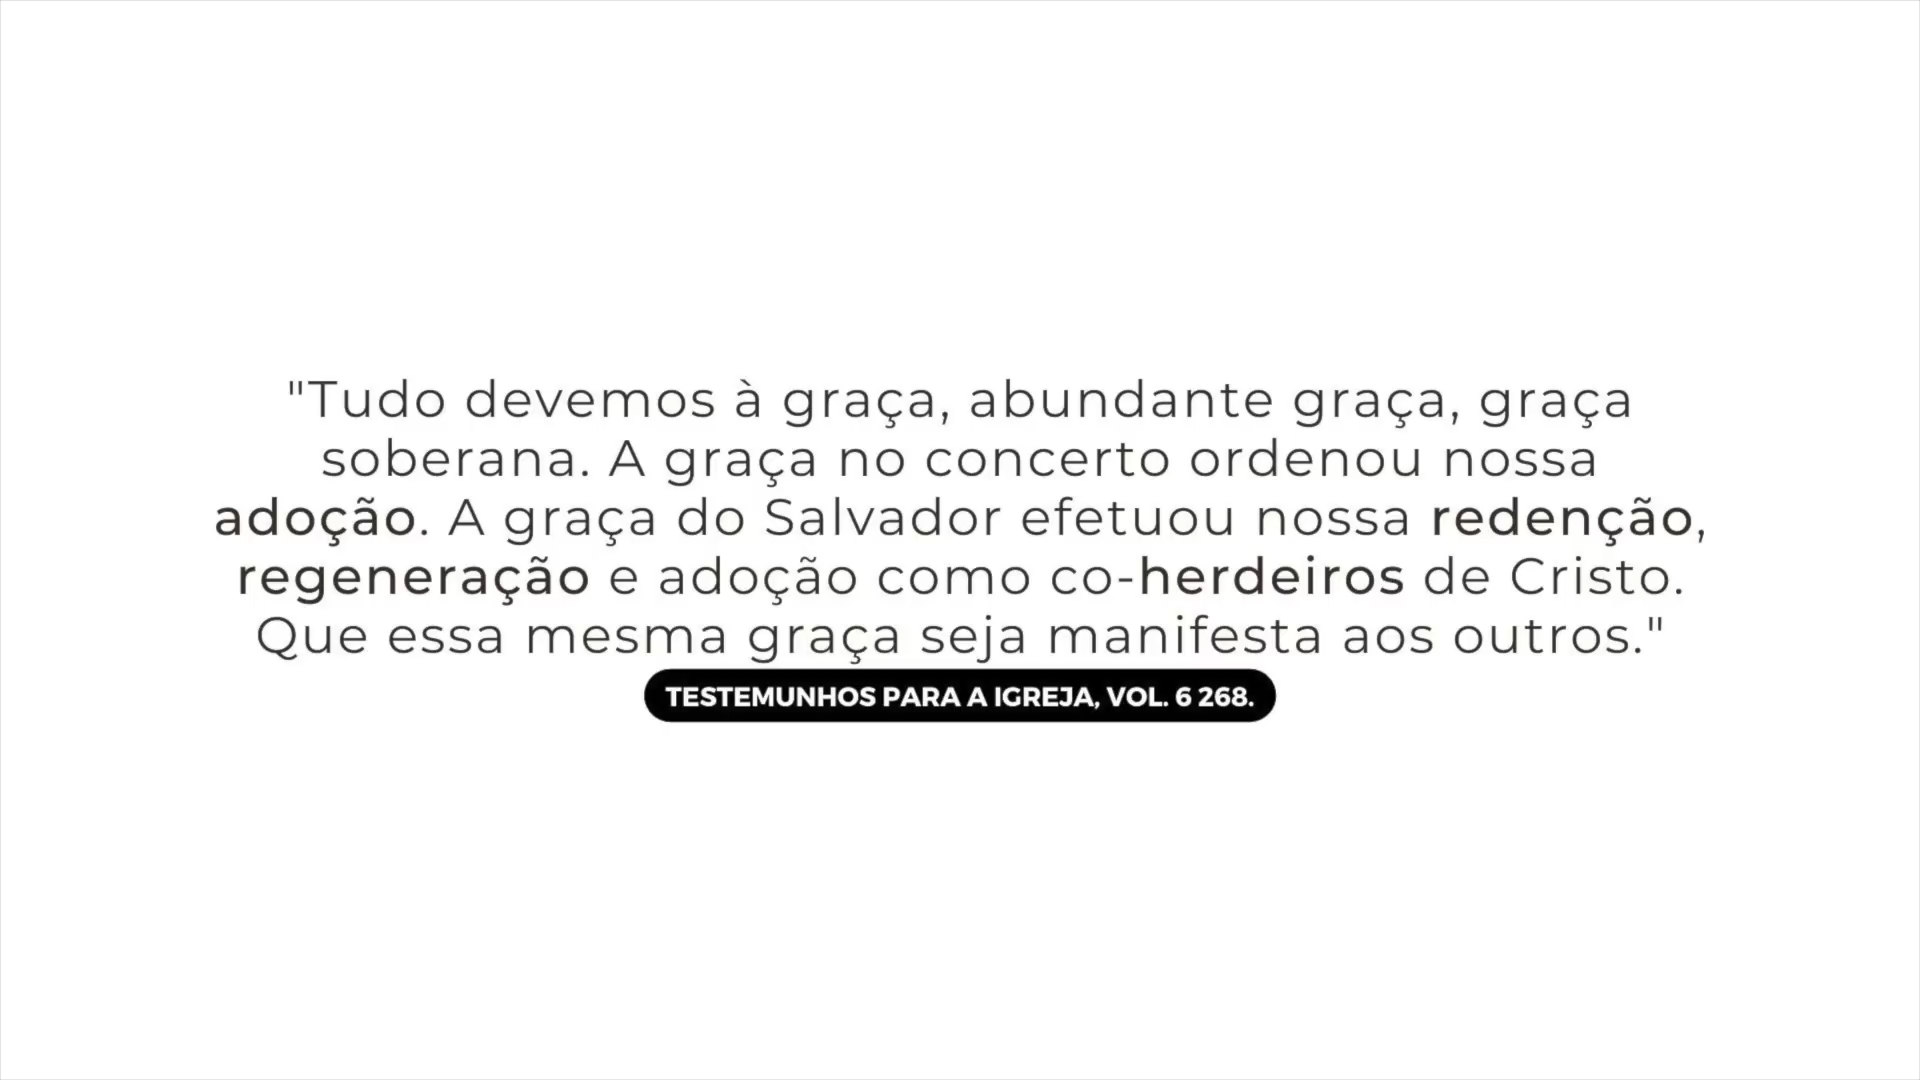 "Tudo devemos à graça, abundante graça, graça
soberana. A graça no concerto ordenou nossa
adoção. A graça do Salvador efetuou nossa redenção,
regeneração e adoção como co-herdeiros de Cristo.
Que essa mesma graça seja manifesta aos outros."
TESTEMUNHOS PARA A IGREJA, VOL. 6 268.